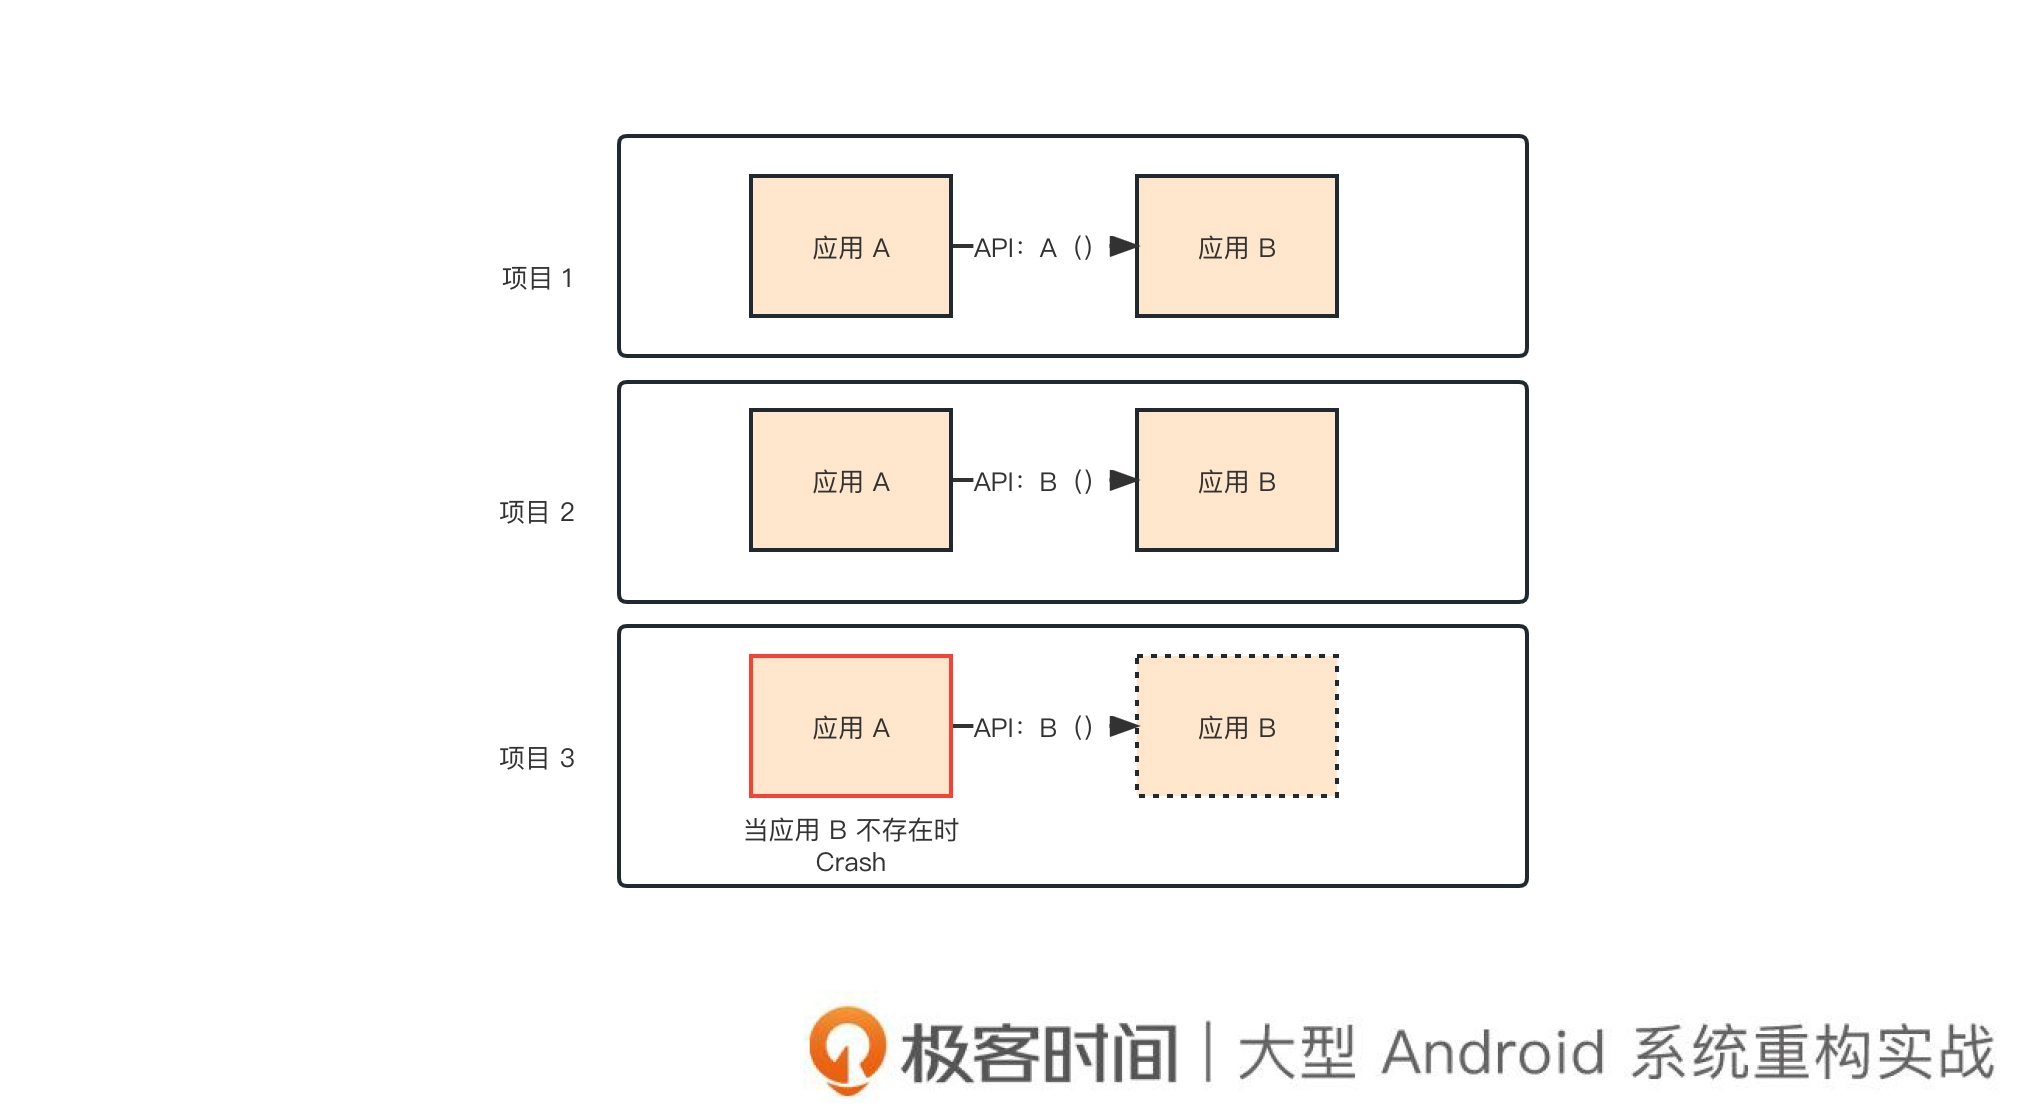 项目 1
应用 A
API：A（）
应用 B
项目 2
应用 A
API：B（）
应用 B
项目 3
应用 A
API：B（）
应用 B
当应用 B 不存在时
Crash
极客时间｜大型 Android 系统重构实战